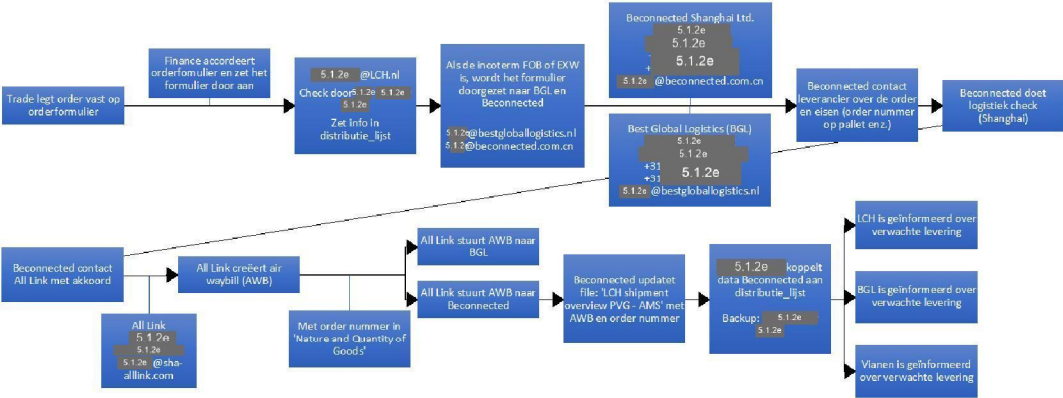 Trade legt order vast op
orderformulier
Finance accordeert
orderfomulier en zet het
formulier door aan
5.1.2e @LCH.nl
Check door 5.1.2e 5.1.2e
5.1.2e
Zet info in
distributie_lijst
Als de incoterm FOB of EXW
is, wordt het formulier
doorgezet naar BGL en
Beconnected
5.1.2e @bestgloballogistics.nl
5.1.2e @beconnected.com.cn
Beconnected Shanghai Ltd.
5.1.2e
5.1.2e
+ 5.1.2e
5.1.2e @beconnected.com.cn
Best Global Logistics (BGL)
5.1.2e
5.1.2e
+31
+31 5.1.2e
5.1.2e @bestgloballogistics.nl
Beconnected contact
leverancier over de order
en eisen (order nummer
op pallet enz.)
Beconnected doet
logistiek check
(Shanghai)
Beconnected contact
All Link met akkoord
All Link
5.1.2e
5.1.2e
5.1.2e @sha-
alllink.com
All Link creëert air
waybill (AWB)
Met order nummer in
'Nature and Quantity of
Goods'
All Link stuurt AWB naar
BGL
All Link stuurt AWB naar
Beconnected
Beconnected updatet
file: 'LCH shipment
overview PVG - AMS' met
AWB en order nummer
5.1.2e koppelt
data Beconnected aan
distributie_lijst
Backup: 5.1.2e
5.1.2e
LCH is geïnformeerd over
verwachte levering
BGL is geïnformeerd over
verwachte levering
Vianen is geïnformeerd
over verwachte levering